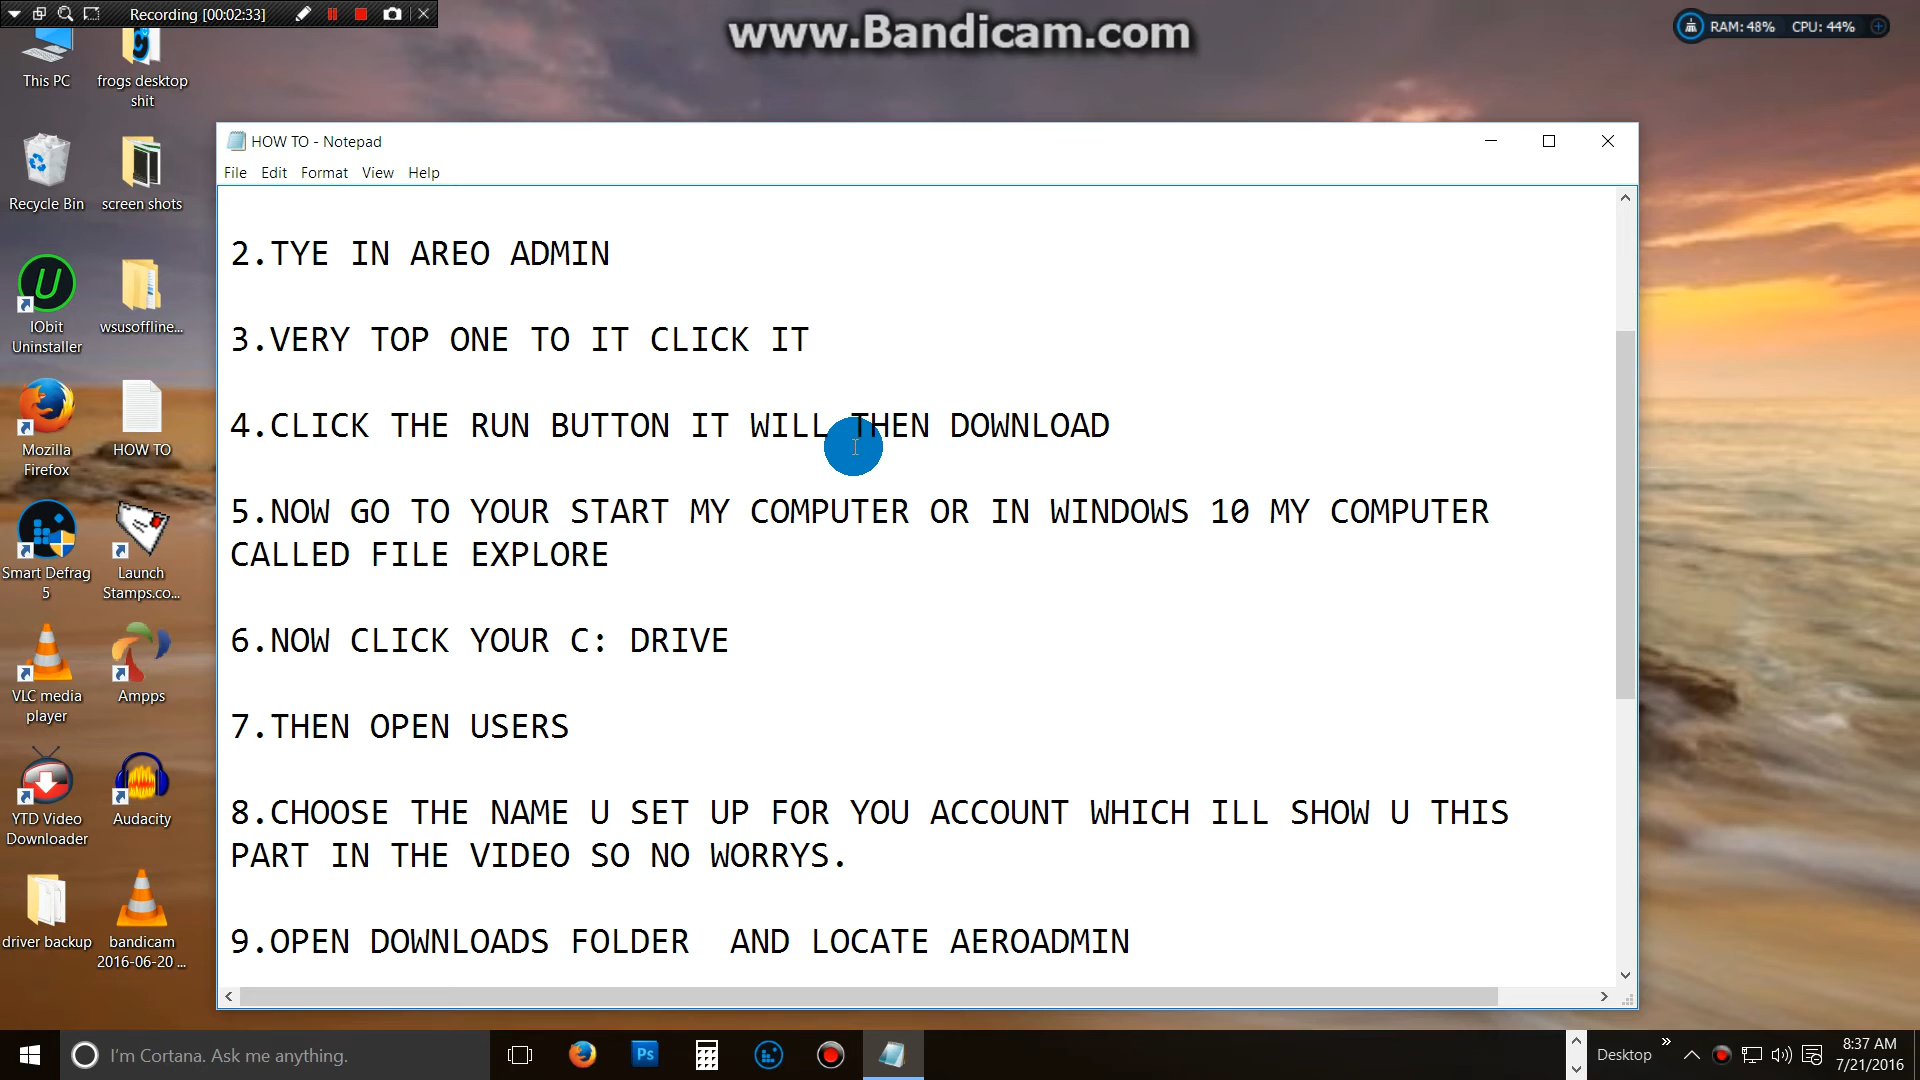 Recording [00:02:33]
www.Bandicam.com
RAM: 48% CPU: 44%
This PC
frogs desktop
shit
Recycle Bin
screen shots
IObit
Uninstaller
wsusoffline...
Mozilla
Firefox
HOW TO
Smart Defrag
5
Launch
Stamps.co...
VLC media
player
Ampps
YTD Video
Downloader
Audacity
driver backup
bandicam
2016-06-20 ...
HOW TO - Notepad
File Edit Format View Help
2.TYE IN AREO ADMIN
3.VERY TOP ONE TO IT CLICK IT
4.CLICK THE RUN BUTTON IT WILL THEN DOWNLOAD
5.NOW GO TO YOUR START MY COMPUTER OR IN WINDOWS 10 MY COMPUTER
CALLED FILE EXPLORE
6.NOW CLICK YOUR C: DRIVE
7.THEN OPEN USERS
8.CHOOSE THE NAME U SET UP FOR YOU ACCOUNT WHICH ILL SHOW U THIS
PART IN THE VIDEO SO NO WORRYS.
9.OPEN DOWNLOADS FOLDER  AND LOCATE AEROADMIN
I'm Cortana. Ask me anything.
Ps
Desktop
8:37 AM
7/21/2016